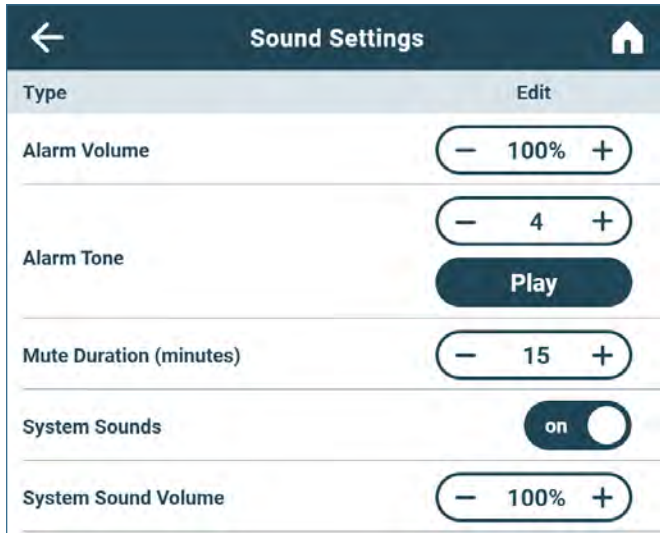 Sound Settings
Type Edit
Alarm Volume − 100% +
− 4 +
Alarm Tone
Play
Mute Duration (minutes) − 15 +
System Sounds on
System Sound Volume − 100% +